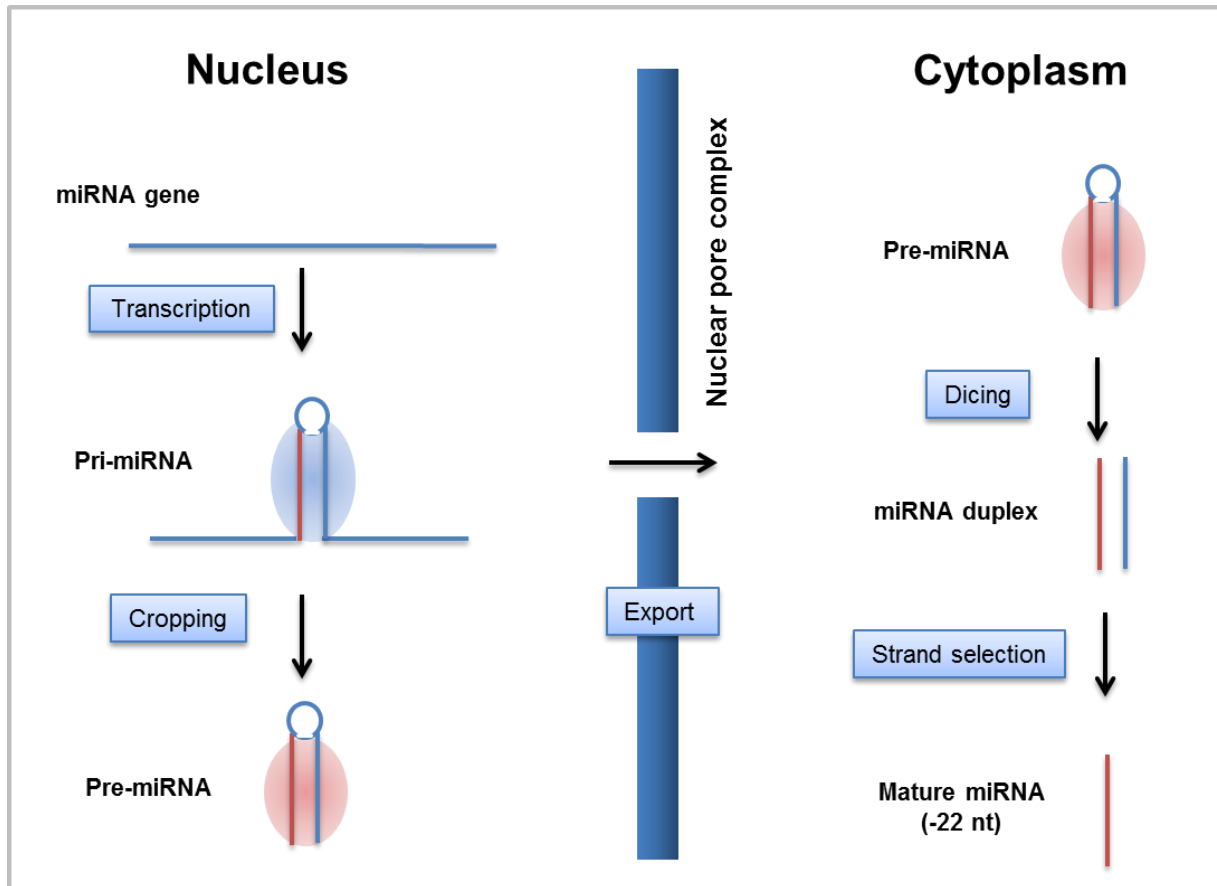 Nucleus
miRNA gene
Transcription
Pri-miRNA
Cropping
Pre-miRNA
Nuclear pore complex
Export
Cytoplasm
Pre-miRNA
Dicing
miRNA duplex
Strand selection
Mature miRNA
(-22 nt)